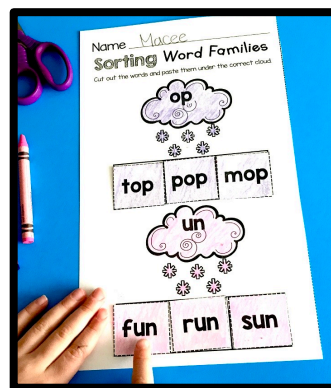 Name Macee
Sorting Word Families
Cut out the words and paste them under the correct cloud.
op
top pop mop
un
fun run sun